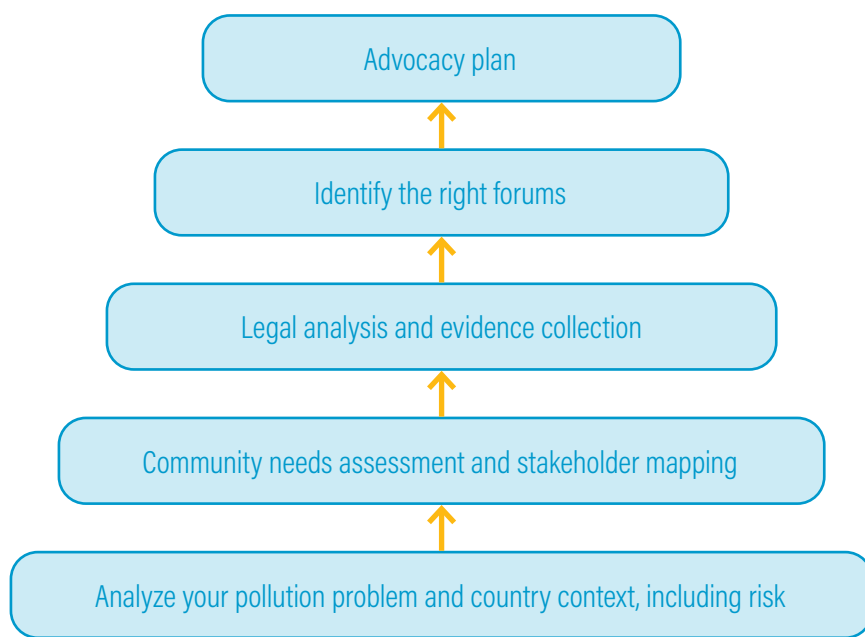 Advocacy plan
Identify the right forums
Legal analysis and evidence collection
Community needs assessment and stakeholder mapping
Analyze your pollution problem and country context, including risk